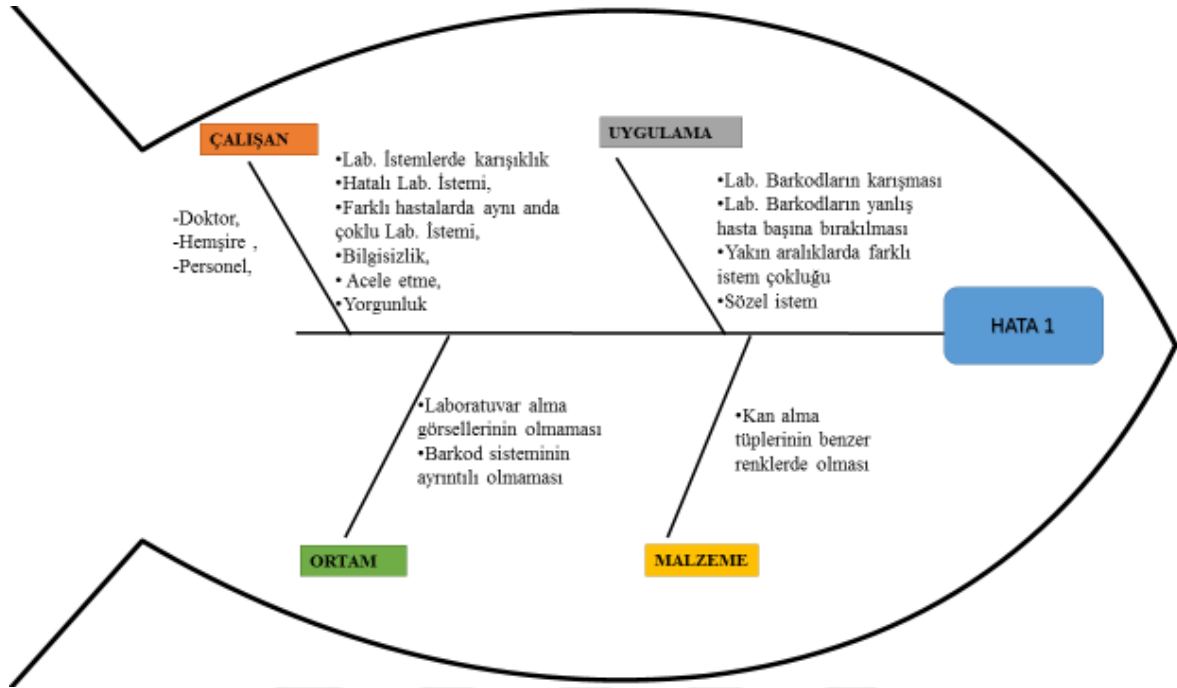 ÇALIŞAN
-Doktor,
-Hemşire ,
-Personel,
•Lab. İstemlerde karışıklık
•Hatalı Lab. İstemi,
•Farklı hastalarda aynı anda
çoklu Lab. İstemi,
•Bilgisizlik,
• Acele etme,
•Yorgunluk
UYGULAMA
•Lab. Barkodların karışması
•Lab. Barkodların yanlış
hasta başına bırakılması
•Yakın aralıklarda farklı
istem çokluğu
•Sözel istem
HATA 1
•Laboratuvar alma
görsellerinin olmaması
•Barkod sisteminin
ayrıntılı olmaması
ORTAM
•Kan alma
tüplerinin benzer
renklerde olması
MALZEME